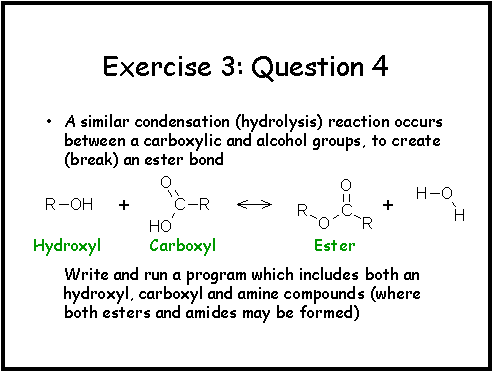 Exercise 3: Question 4
• A similar condensation (hydrolysis) reaction occurs
between a carboxylic and alcohol groups, to create
(break) an ester bond
R–OH + O C–R HO ⟷ O R O C R + H–O H
Hydroxyl Carboxyl Ester
Write and run a program which includes both an
hydroxyl, carboxyl and amine compounds (where
both esters and amides may be formed)